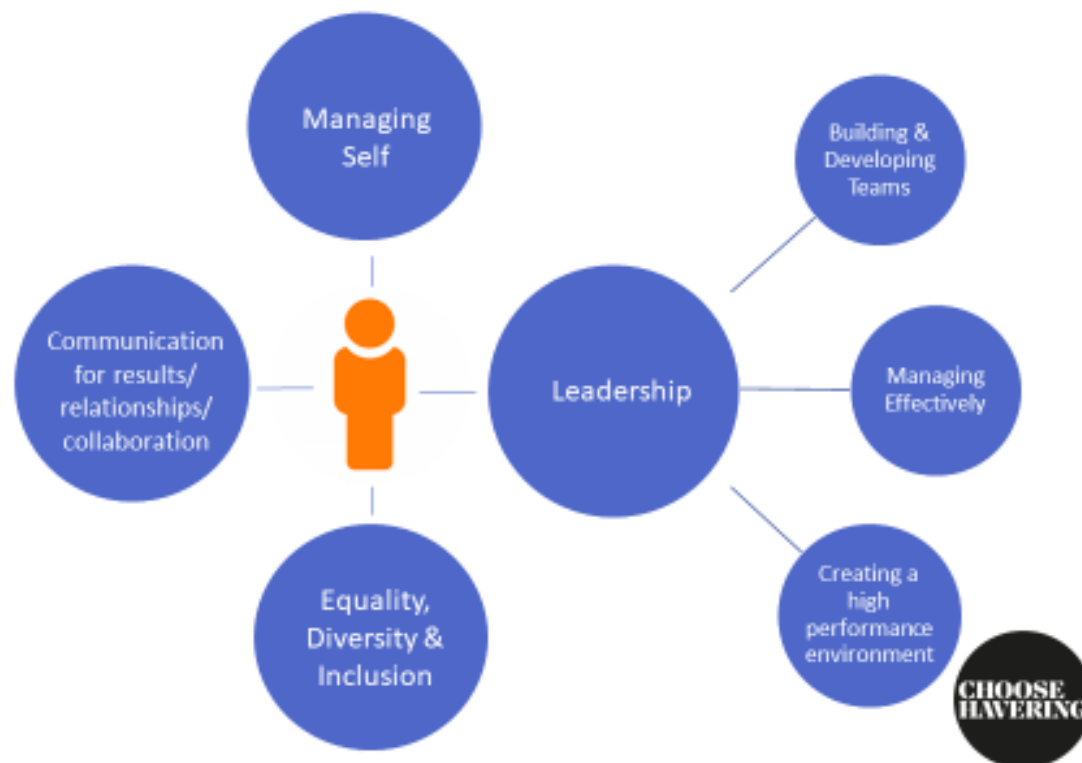 Managing
Self
Building &
Developing
Teams
Communication
for results/
relationships/
collaboration
Leadership
Managing
Effectively
Equality,
Diversity &
Inclusion
Creating a
high
performance
environment
CHOOSE
HAVERING